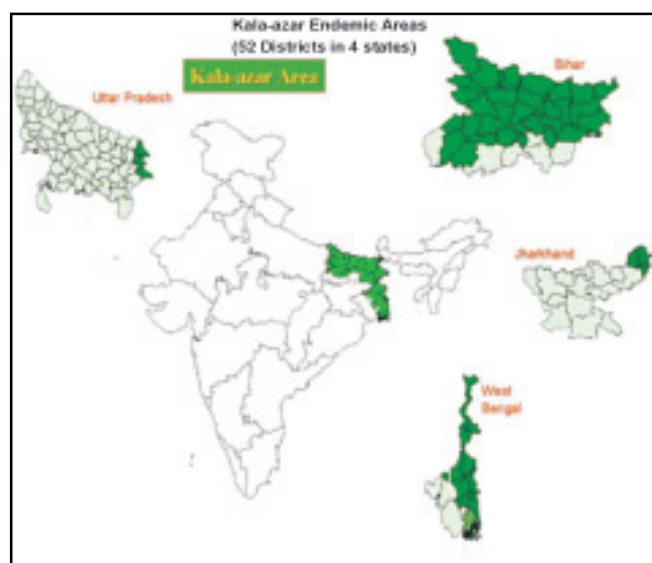 Kala-azar Endemic Areas
(52 Districts in 4 states)
Kala-azar Area
Uttar Pradesh
Bihar
Jharkhand
West
Bengal